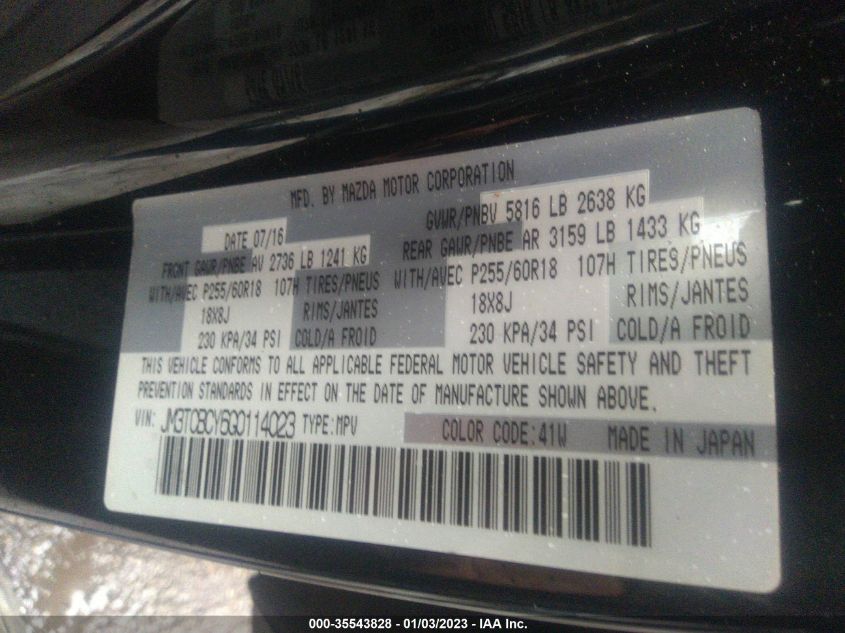 MFD. BY MAZDA MOTOR CORPORATION
DATE 07/16
GVWR/PNBV 5816 LB 2638 KG
FRONT GAWR/PNBE AV 2736 LB 1241 KG
REAR GAWR/PNBE AR 3159 LB 1433 KG
WITH/AVEC P255/60R18 107H TIRES/PNEUS
WITH/AVEC P255/60R18 107H TIRES/PNEUS
18X8J RIMS/JANTES
18X8J RIMS/JANTES
230 KPA/34 PSI COLD/A FROID
230 KPA/34 PSI COLD/A FROID
THIS VEHICLE CONFORMS TO ALL APPLICABLE FEDERAL MOTOR VEHICLE SAFETY AND THEFT
PREVENTION STANDARDS IN EFFECT ON THE DATE OF MANUFACTURE SHOWN ABOVE.
VIN: JM3TCBCY6G0114023 TYPE:MPV
COLOR CODE:41W MADE IN JAPAN
000-35543828 - 01/03/2023 - IAA Inc.